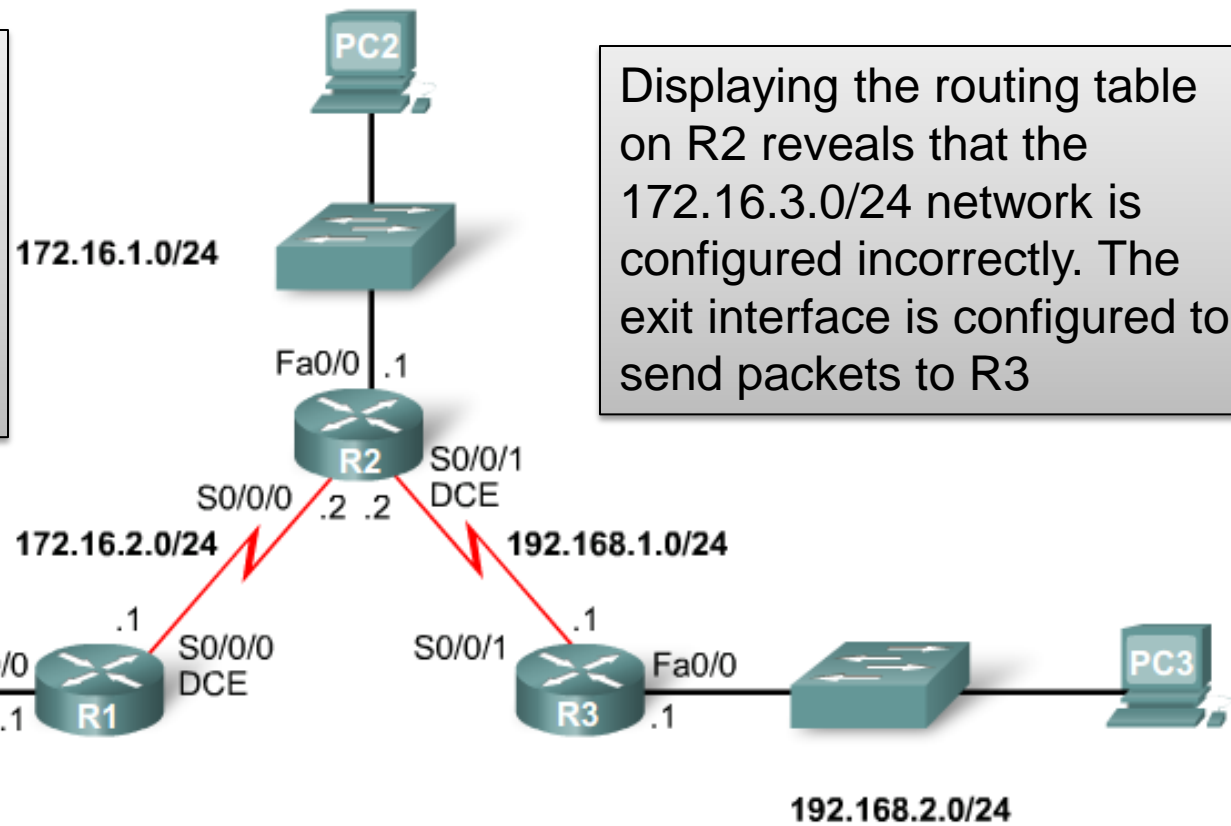 PC2
Displaying the routing table
on R2 reveals that the
172.16.3.0/24 network is
configured incorrectly. The
exit interface is configured to
send packets to R3
172.16.1.0/24
Fa0/0 .1
R2
S0/0/1
DCE
S0/0/0
.2 .2
172.16.2.0/24
192.168.1.0/24
.1
S0/0/0
DCE
/0
.1
R1
S0/0/1
.1
Fa0/0
R3
.1
PC3
192.168.2.0/24